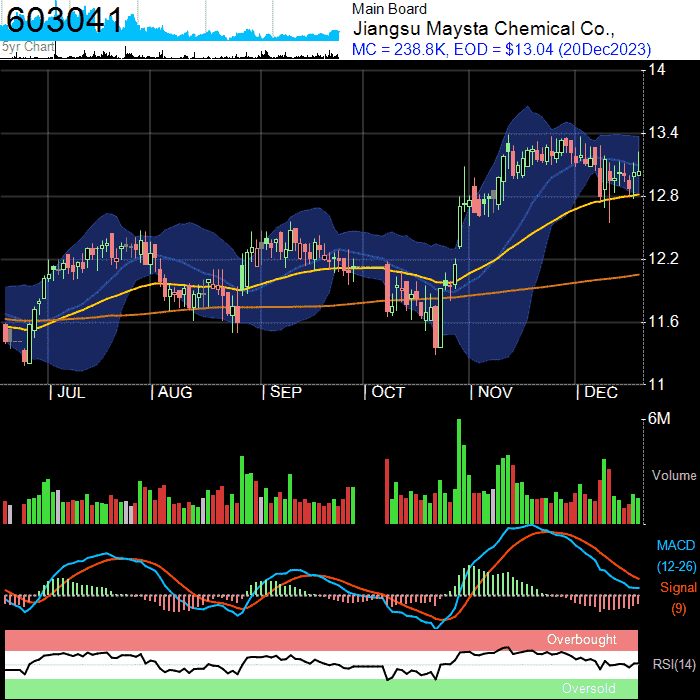 603041
5yr Chart
Main Board
Jiangsu Maysta Chemical Co.,
MC = 238.8K, EOD = $13.04 (20Dec2023)
14
13.4
12.8
12.2
11.6
11
| JUL | AUG | SEP | OCT | NOV | DEC
6M
Volume
MACD
(12-26)
Signal
(9)
Overbought
RSI(14)
Oversold